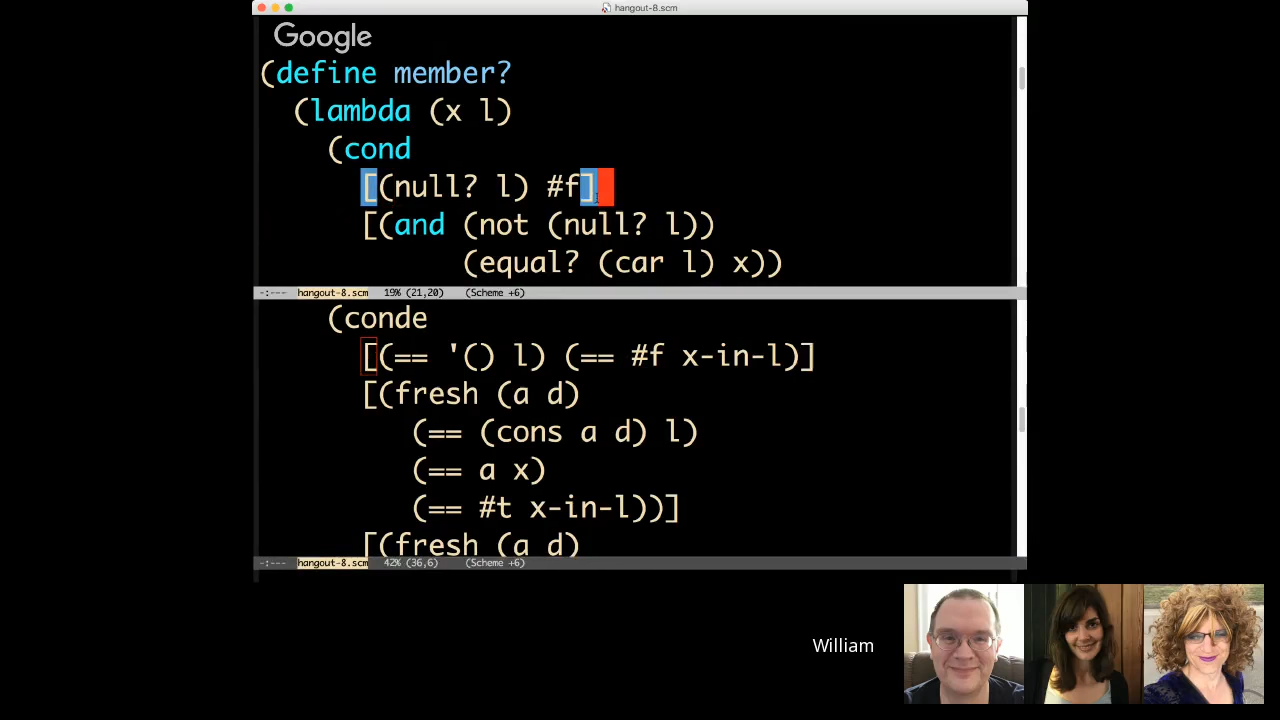 hangout-8.scm
Google
(define member?
(lambda (x l)
(cond
[(null? l) #f]
[(and (not (null? l))
(equal? (car l) x))
-:--- hangout-8.scm 19% (21,20) (Scheme +6)
(conde
[(== '() l) (== #f x-in-l)]
[(fresh (a d)
(== (cons a d) l)
(== a x)
(== #t x-in-l))]
[(fresh (a d)
-:--- hangout-8.scm 42% (36,6) (Scheme +6)
William